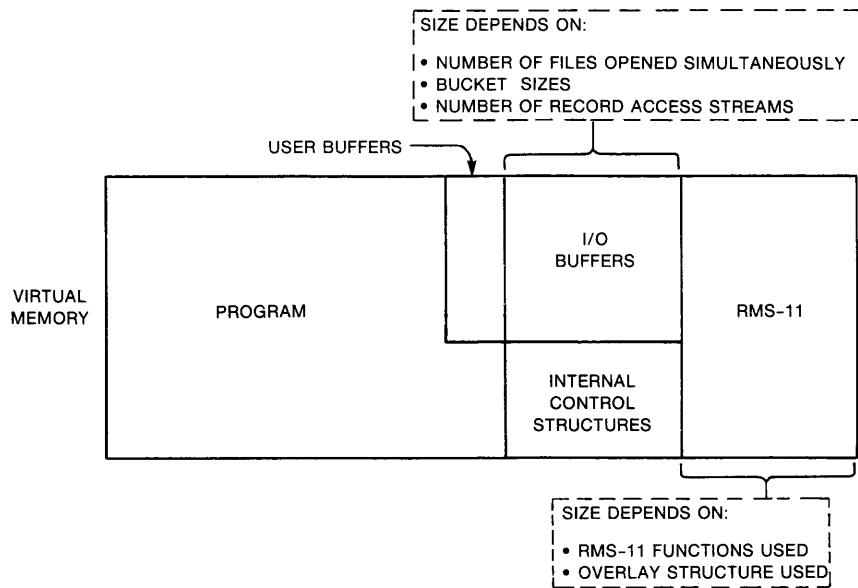 SIZE DEPENDS ON:
• NUMBER OF FILES OPENED SIMULTANEOUSLY
• BUCKET SIZES
• NUMBER OF RECORD ACCESS STREAMS
USER BUFFERS
VIRTUAL
MEMORY
PROGRAM
I/O
BUFFERS
INTERNAL
CONTROL
STRUCTURES
RMS-11
SIZE DEPENDS ON:
• RMS-11 FUNCTIONS USED
• OVERLAY STRUCTURE USED